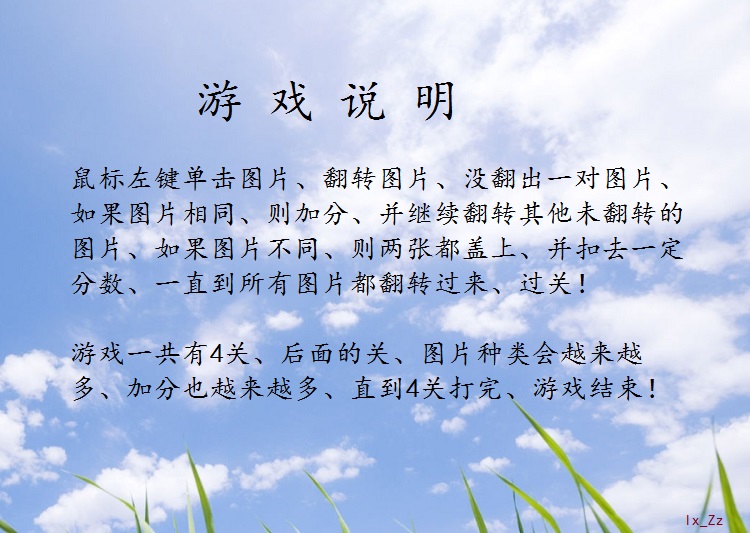 游 戏 说 明
鼠标左键单击图片、翻转图片、没翻出一对图片、
如果图片相同、则加分、并继续翻转其他未翻转的
图片、如果图片不同、则两张都盖上、并扣去一定
分数、一直到所有图片都翻转过来、过关！
游戏一共有4关、后面的关、图片种类会越来越
多、加分也越来越多、直到4关打完、游戏结束！
lx_Zz